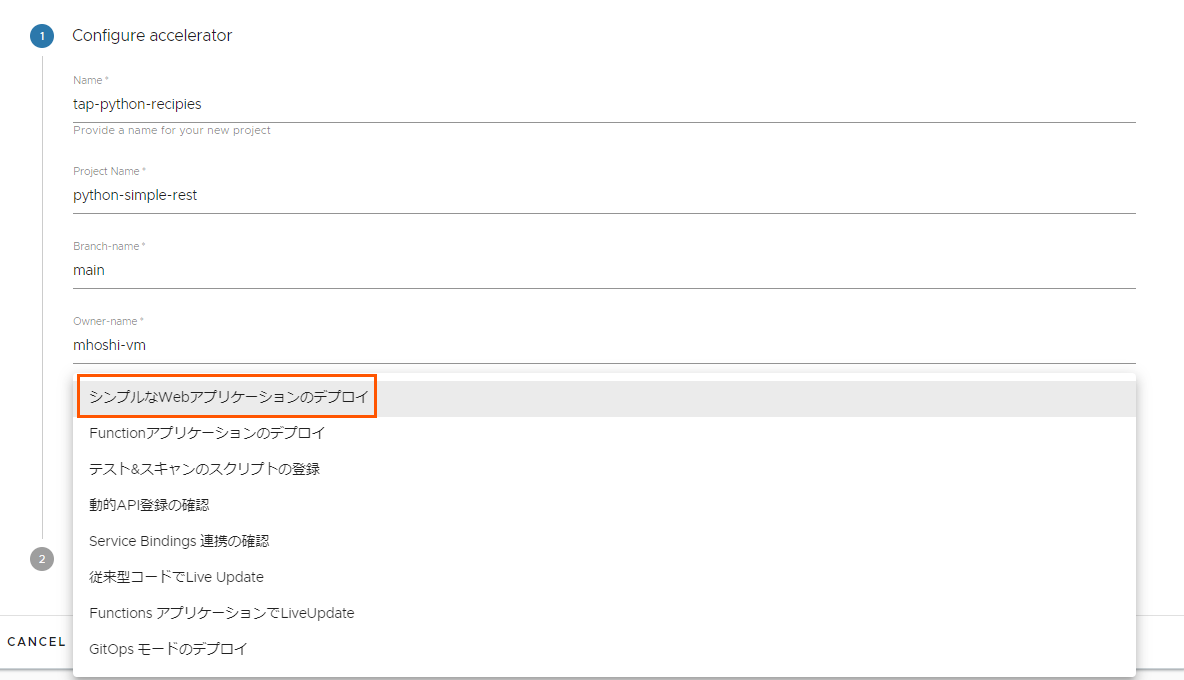 1
Configure accelerator
Name *
tap-python-recipies
Provide a name for your new project
Project Name *
python-simple-rest
Branch-name *
main
Owner-name *
mhoshi-vm
シンプルなWebアプリケーションのデプロイ
Functionアプリケーションのデプロイ
テスト&スキャンのスクリプトの登録
動的API登録の確認
Service Bindings 連携の確認
2
従来型コードでLive Update
Functions アプリケーションでLiveUpdate
CANCEL
GitOps モードのデプロイ